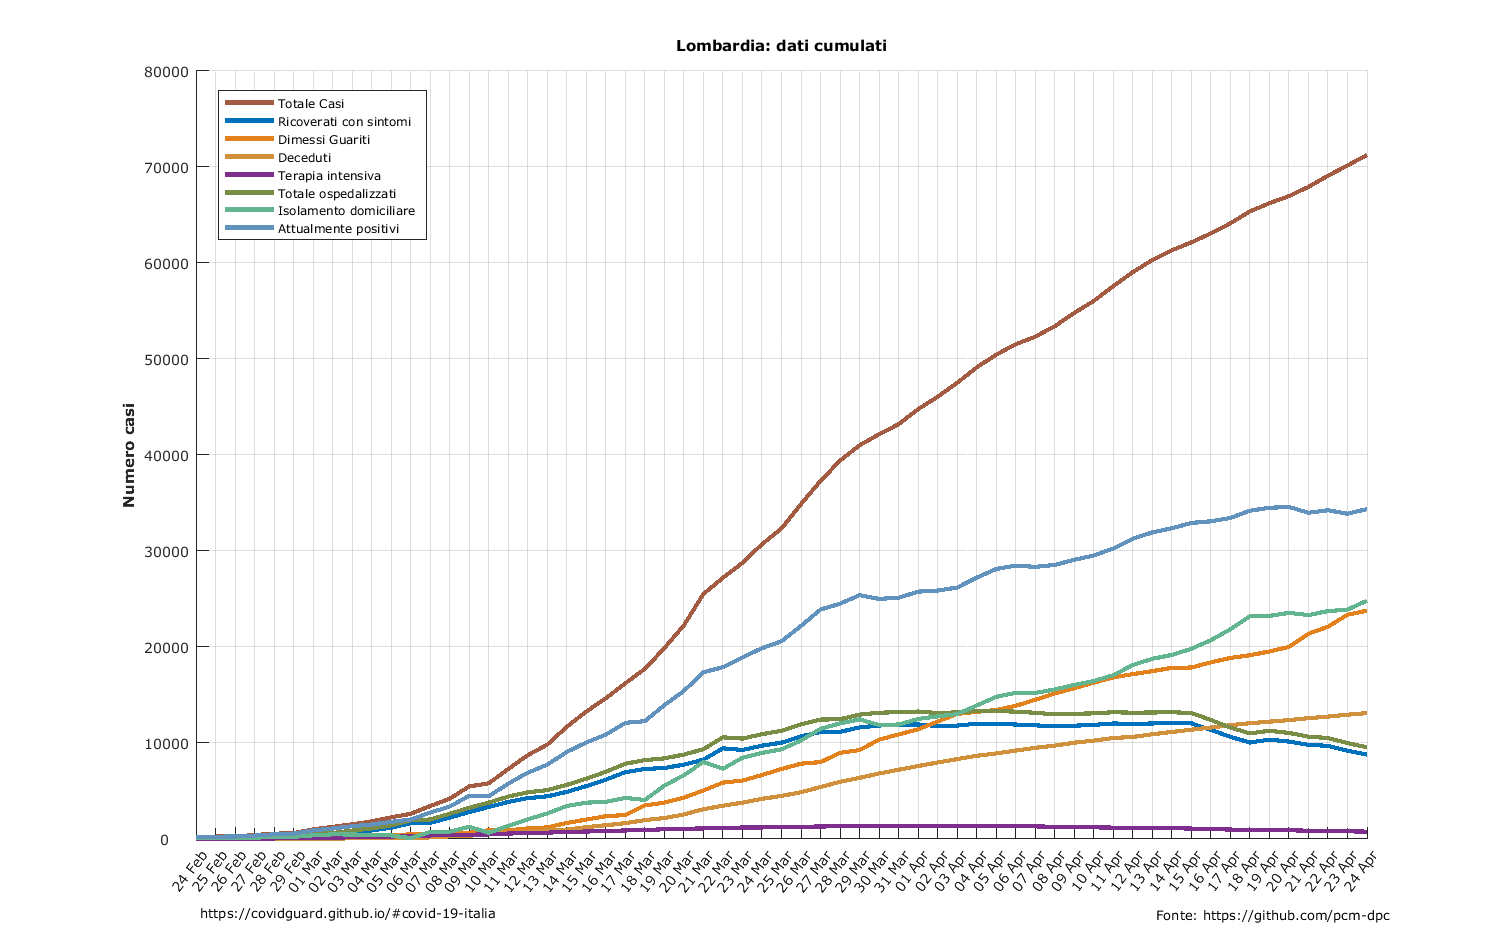 Lombardia: dati cumulati
Numero casi
80000
70000
60000
50000
40000
30000
20000
10000
0
Totale Casi
Ricoverati con sintomi
Dimessi Guariti
Deceduti
Terapia intensiva
Totale ospedalizzati
Isolamento domiciliare
Attualmente positivi
24 Feb
25 Feb
26 Feb
27 Feb
28 Feb
29 Feb
01 Mar
02 Mar
03 Mar
04 Mar
05 Mar
06 Mar
07 Mar
08 Mar
09 Mar
10 Mar
11 Mar
12 Mar
13 Mar
14 Mar
15 Mar
16 Mar
17 Mar
18 Mar
19 Mar
20 Mar
21 Mar
22 Mar
23 Mar
24 Mar
25 Mar
26 Mar
27 Mar
28 Mar
29 Mar
30 Mar
31 Mar
01 Apr
02 Apr
03 Apr
04 Apr
05 Apr
06 Apr
07 Apr
08 Apr
09 Apr
10 Apr
11 Apr
12 Apr
13 Apr
14 Apr
15 Apr
16 Apr
17 Apr
18 Apr
19 Apr
20 Apr
21 Apr
22 Apr
23 Apr
24 Apr
https://covidguard.github.io/#covid-19-italia
Fonte: https://github.com/pcm-dpc